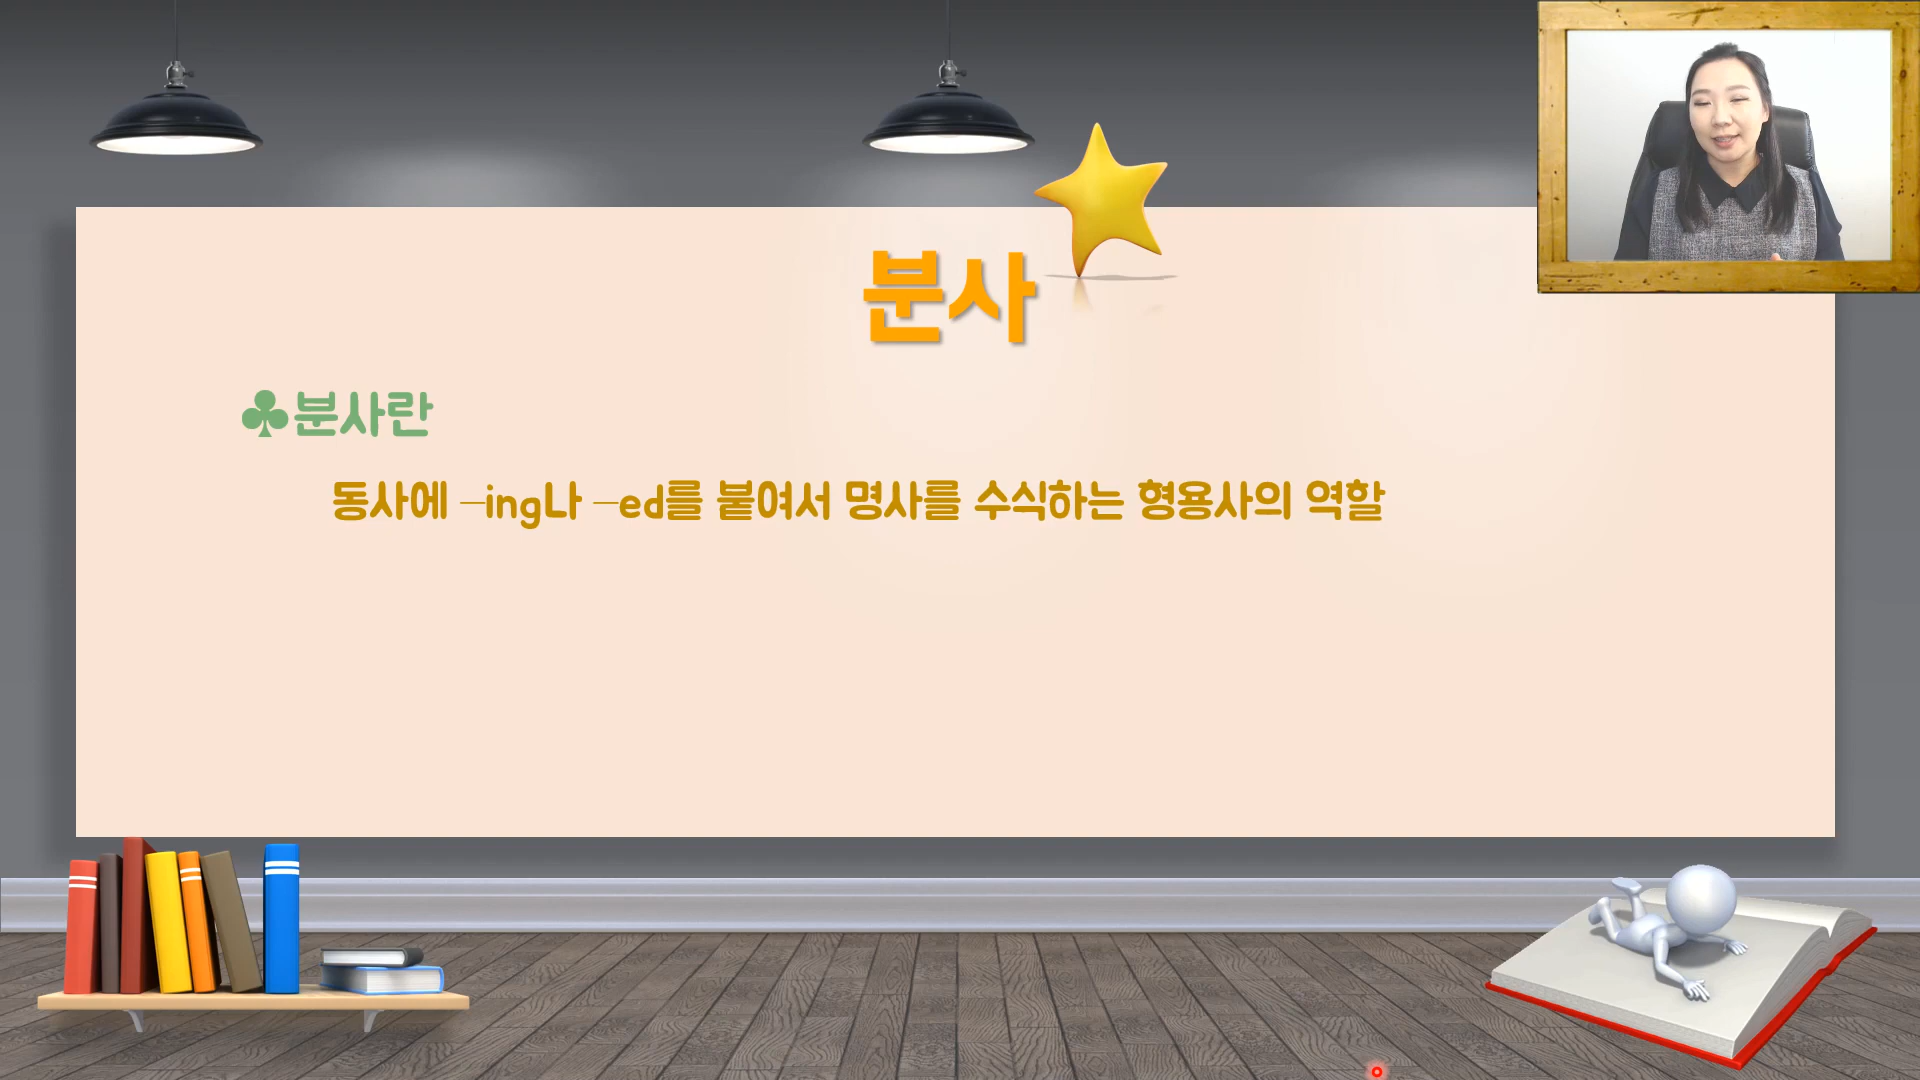 분사
♣분사란
동사에 –ing나 –ed를 붙여서 명사를 수식하는 형용사의 역할